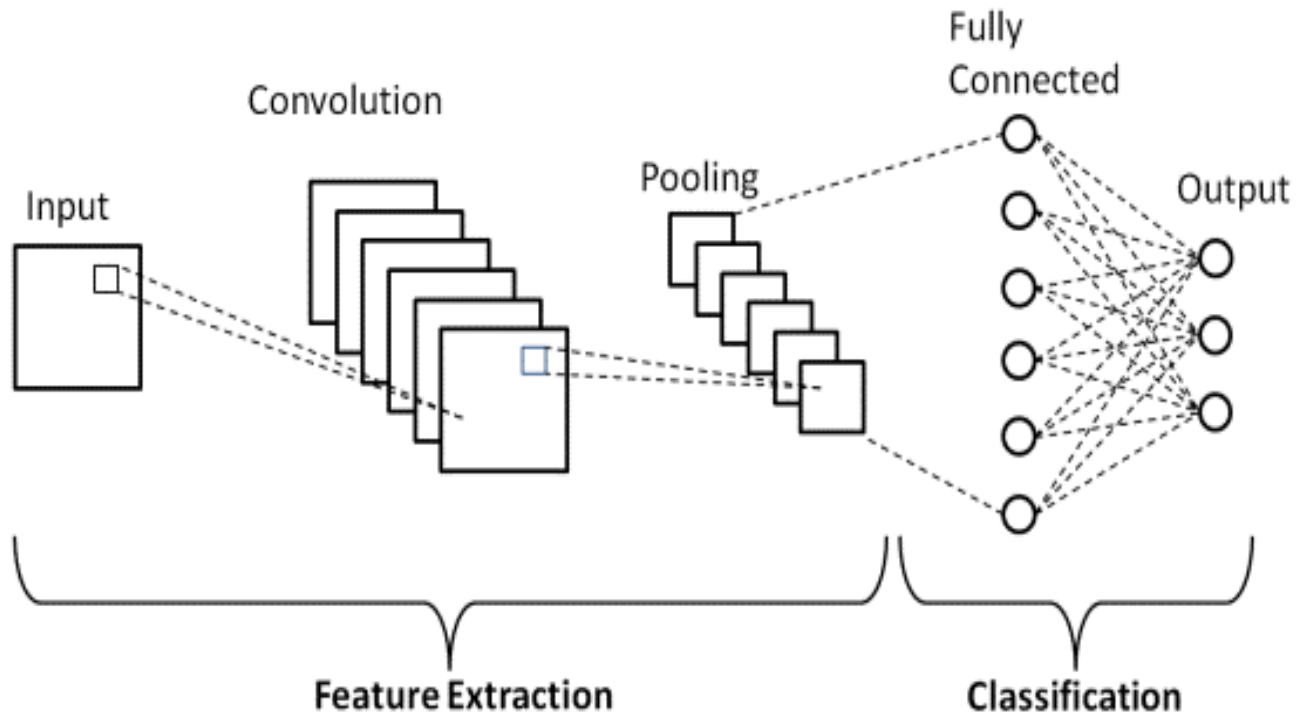 Fully
Connected
Convolution
Pooling
Input
Output
Feature Extraction
Classification